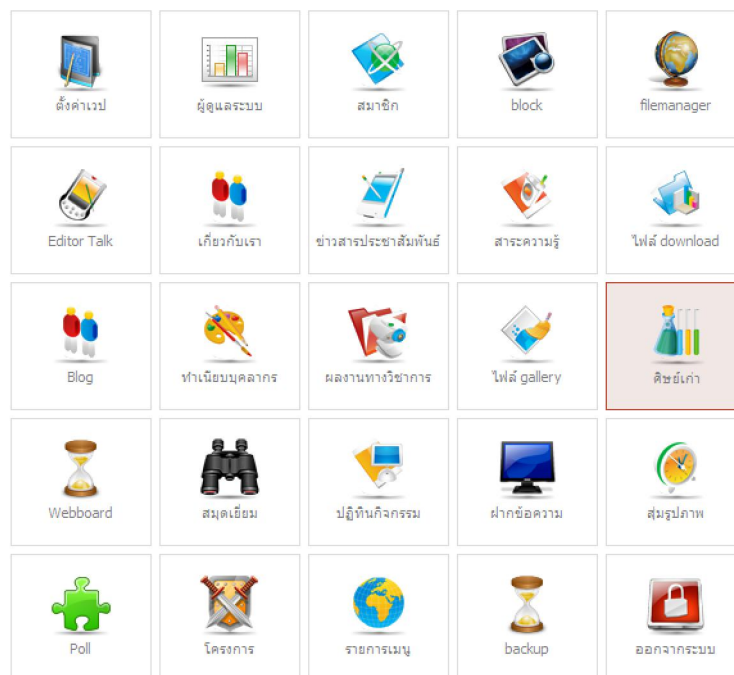 ตั้งค่าเวป
ผู้ดูแลระบบ
สมาชิก
block
filemanager
Editor Talk
เกี่ยวกับเรา
ข่าวสารประชาสัมพันธ์
สาระความรู้
ไฟล์ download
Blog
ทำเนียบบุคลากร
ผลงานทางวิชาการ
ไฟล์ gallery
ศิษย์เก่า
Webboard
สมุดเยี่ยม
ปฏิทินกิจกรรม
ฝากข้อความ
สุ่มรูปภาพ
Poll
โครงการ
รายการเมนู
backup
ออกจากระบบ